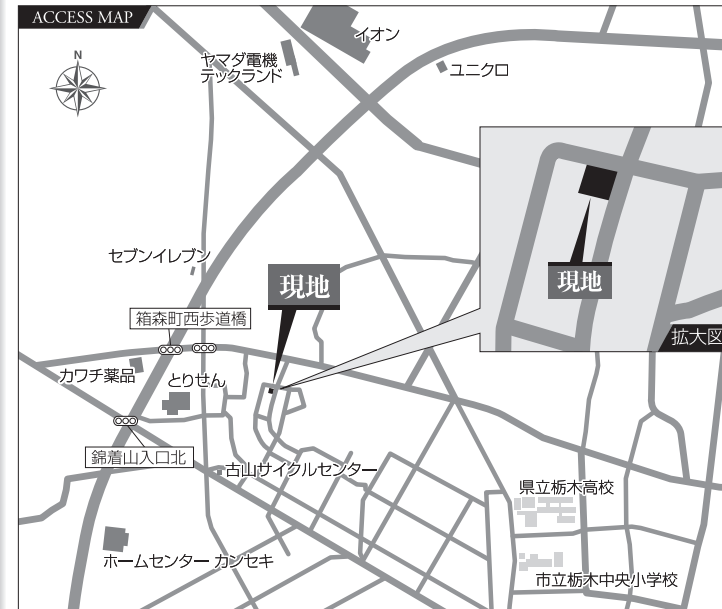 ACCESS MAP
イオン
ヤマダ電機
テックランド
ユニクロ
N
セブンイレブン
現地
現地
箱森町西歩道橋
拡大図
カワチ薬品
とりせん
錦着山入口北
古山サイクルセンター
県立栃木高校
ホームセンター カンセキ
市立栃木中央小学校